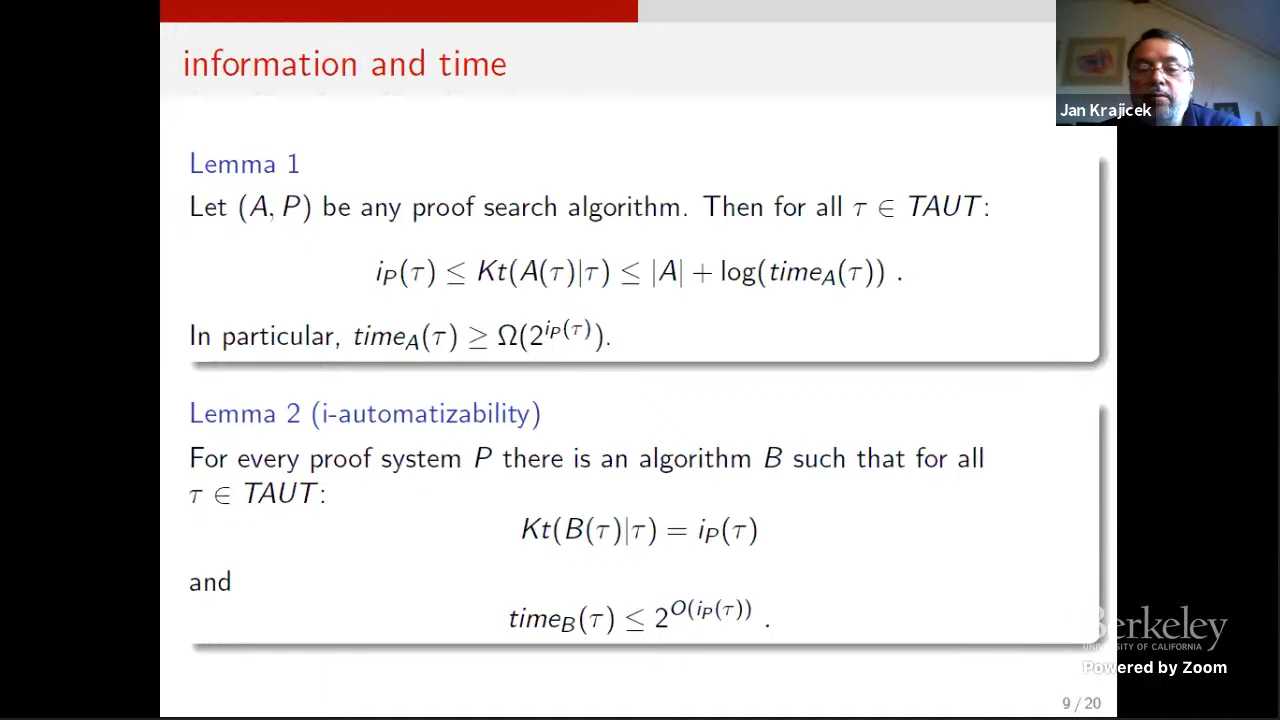 information and time
Jan Krajicek
Lemma 1
Let (A, P) be any proof search algorithm. Then for all τ ∈ TAUT:
i_P(τ) ≤ Kt(A(τ)|τ) ≤ |A| + log(time_A(τ)) .
In particular, time_A(τ) ≥ Ω(2^{i_P(τ)}).
Lemma 2 (i-automatizability)
For every proof system P there is an algorithm B such that for all
τ ∈ TAUT:
Kt(B(τ)|τ) = i_P(τ)
and
time_B(τ) ≤ 2^{O(i_P(τ))} .
Berkeley
UNIVERSITY OF CALIFORNIA
Powered by Zoom
9 / 20